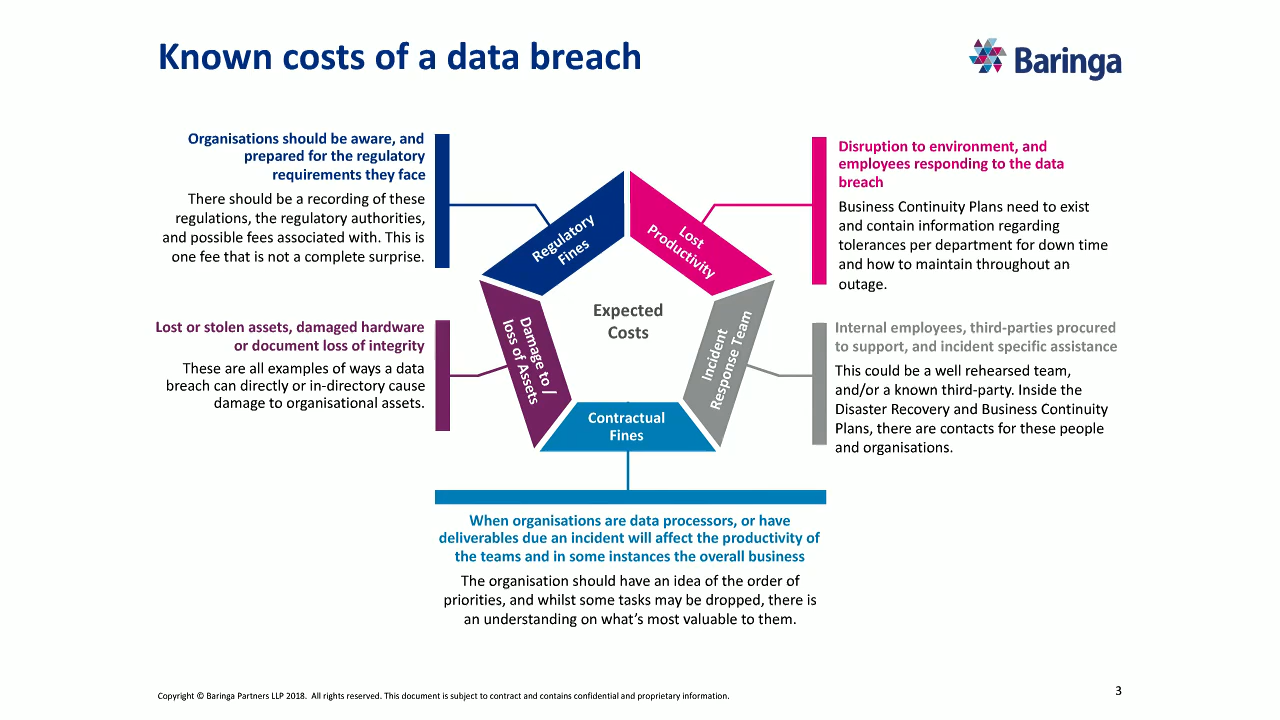 Known costs of a data breach
Baringa
Organisations should be aware, and
prepared for the regulatory
requirements they face
There should be a recording of these
regulations, the regulatory authorities,
and possible fees associated with. This is
one fee that is not a complete surprise.
Disruption to environment, and
employees responding to the data
breach
Business Continuity Plans need to exist
and contain information regarding
tolerances per department for down time
and how to maintain throughout an
outage.
Regulatory
Fines
Lost
Productivity
Expected
Costs
Damage to /
loss of Assets
Incident
Response Team
Contractual
Fines
Lost or stolen assets, damaged hardware
or document loss of integrity
These are all examples of ways a data
breach can directly or in-directory cause
damage to organisational assets.
Internal employees, third-parties procured
to support, and incident specific assistance
This could be a well rehearsed team,
and/or a known third-party. Inside the
Disaster Recovery and Business Continuity
Plans, there are contacts for these people
and organisations.
When organisations are data processors, or have
deliverables due an incident will affect the productivity of
the teams and in some instances the overall business
The organisation should have an idea of the order of
priorities, and whilst some tasks may be dropped, there is
an understanding on what's most valuable to them.
Copyright © Baringa Partners LLP 2018.  All rights reserved. This document is subject to contract and contains confidential and proprietary information.
3